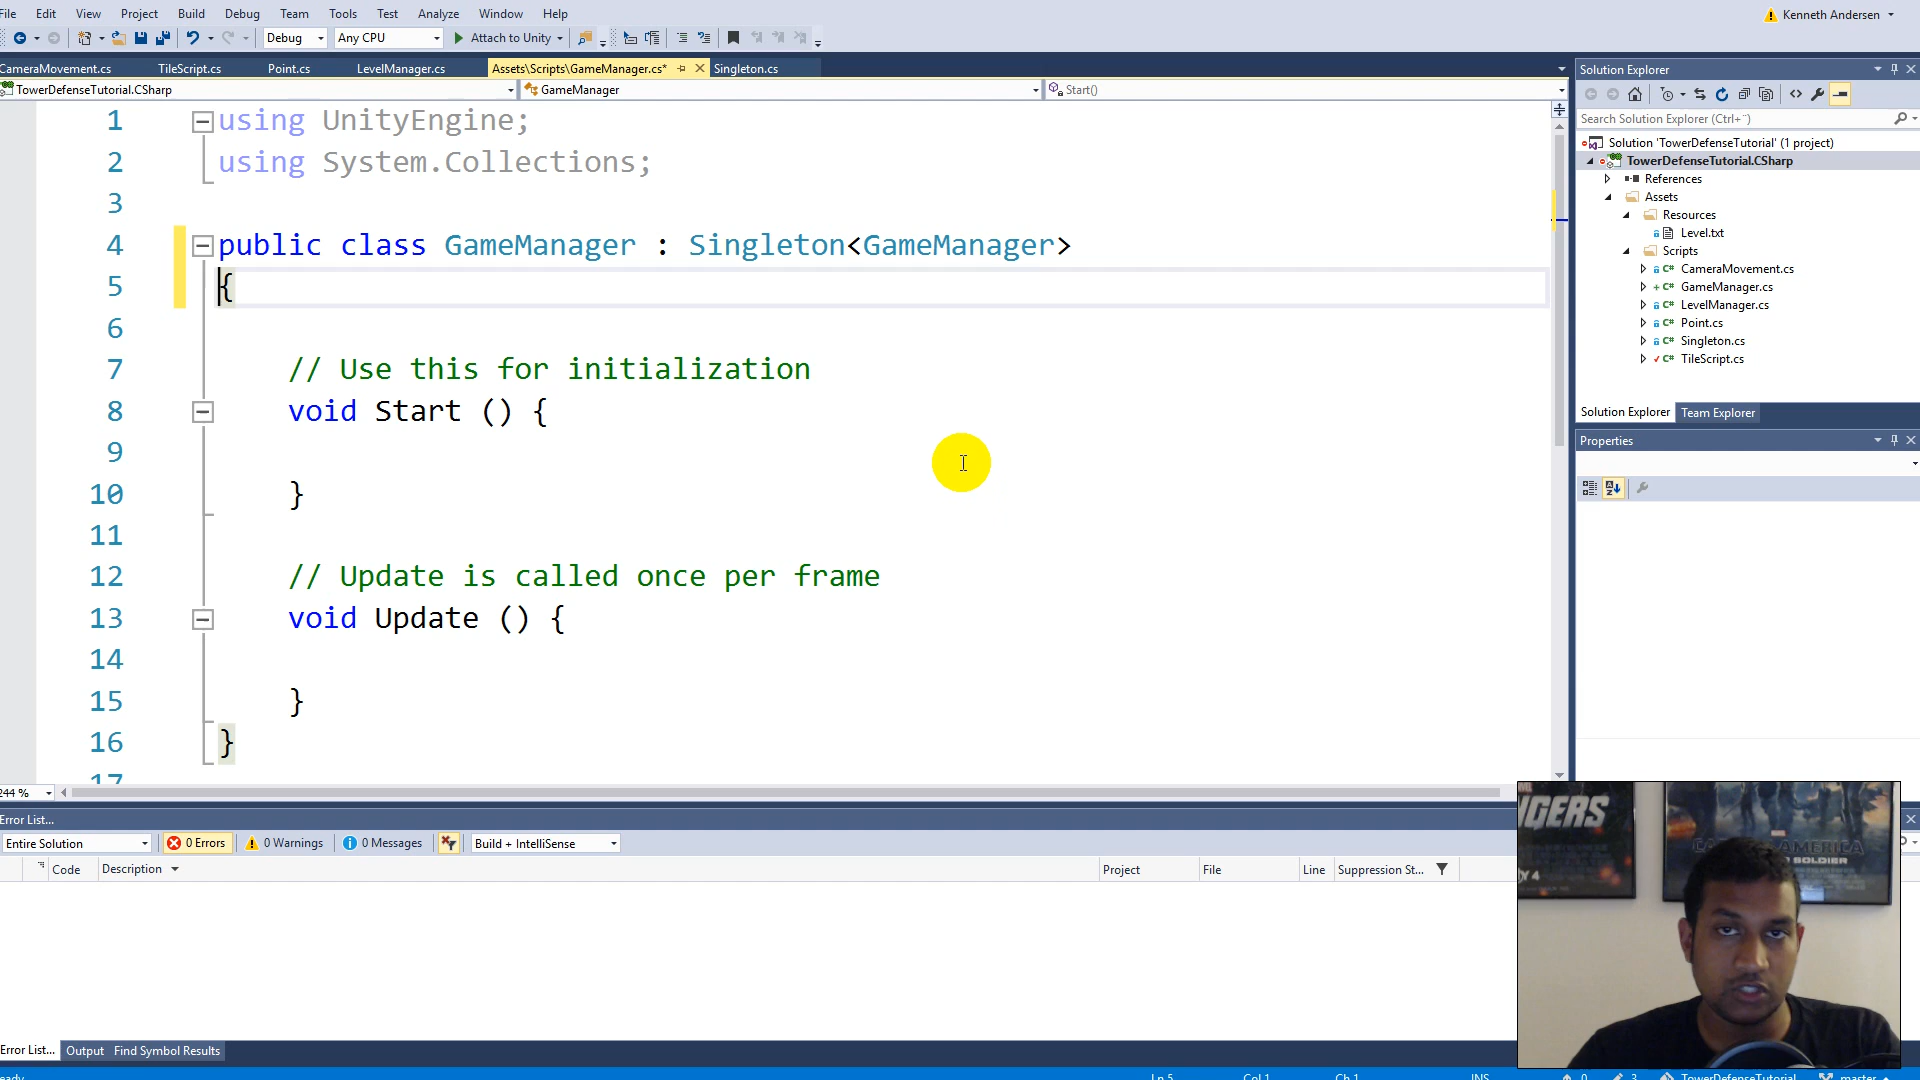 File Edit View Project Build Debug Team Tools Test Analyze Window Help
Kenneth Andersen
Debug Any CPU Attach to Unity
CameraMovement.cs TileScript.cs Point.cs LevelManager.cs Assets\Scripts\GameManager.cs* Singleton.cs
TowerDefenseTutorial.CSharp GameManager Start()
1 using UnityEngine;
2 using System.Collections;
3
4 public class GameManager : Singleton<GameManager>
5 {
6
7 // Use this for initialization
8 void Start () {
9
10 }
11
12 // Update is called once per frame
13 void Update () {
14
15 }
16 }
17
244 %
Solution Explorer
Search Solution Explorer (Ctrl+¨)
Solution 'TowerDefenseTutorial' (1 project)
TowerDefenseTutorial.CSharp
References
Assets
Resources
Level.txt
Scripts
C# CameraMovement.cs
C# GameManager.cs
C# LevelManager.cs
C# Point.cs
C# Singleton.cs
C# TileScript.cs
Solution Explorer Team Explorer
Properties
Error List...
Entire Solution 0 Errors 0 Warnings 0 Messages Build + IntelliSense
Code Description Project File Line Suppression St...
Error List... Output Find Symbol Results
Ln 5 Col 1 Ch 1 INS 0 3 TowerDefenseTutorial master